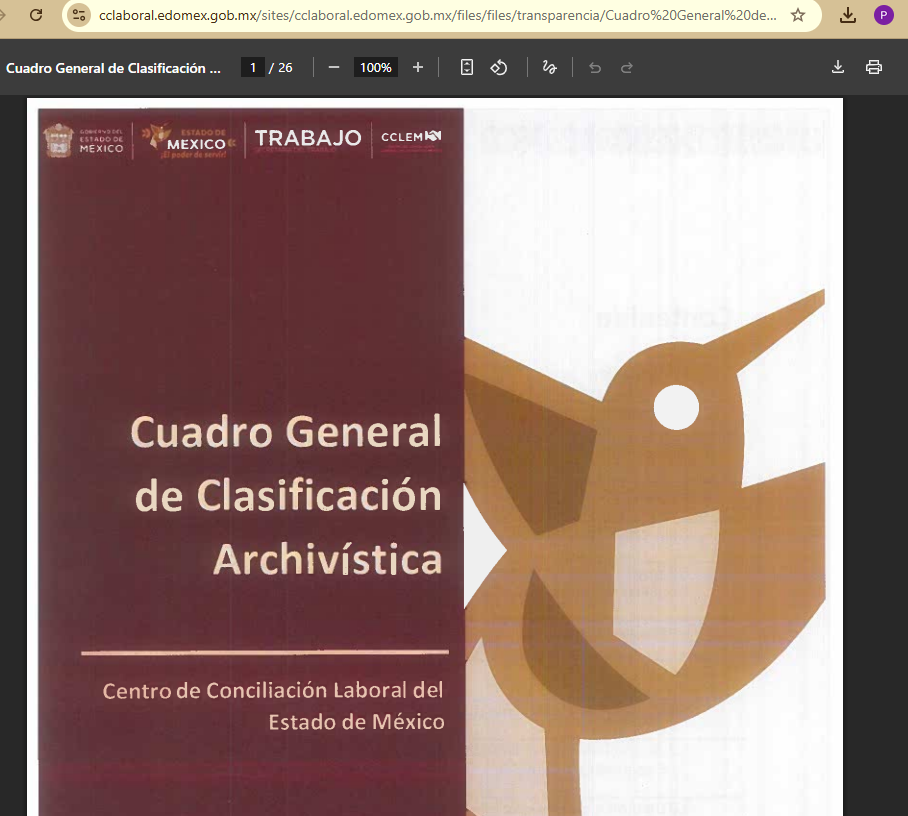 cclaboral.edomex.gob.mx/sites/cclaboral.edomex.gob.mx/files/files/transparencia/Cuadro%20General%20de...
P
Cuadro General de Clasificación ...
1 / 26
100%
GOBIERNO DEL
ESTADO DE
MÉXICO
ESTADO DE
MÉXICO
¡El poder de servir!
TRABAJO
CCLEM
Cuadro General
de Clasificación
Archivística
Centro de Conciliación Laboral del
Estado de México